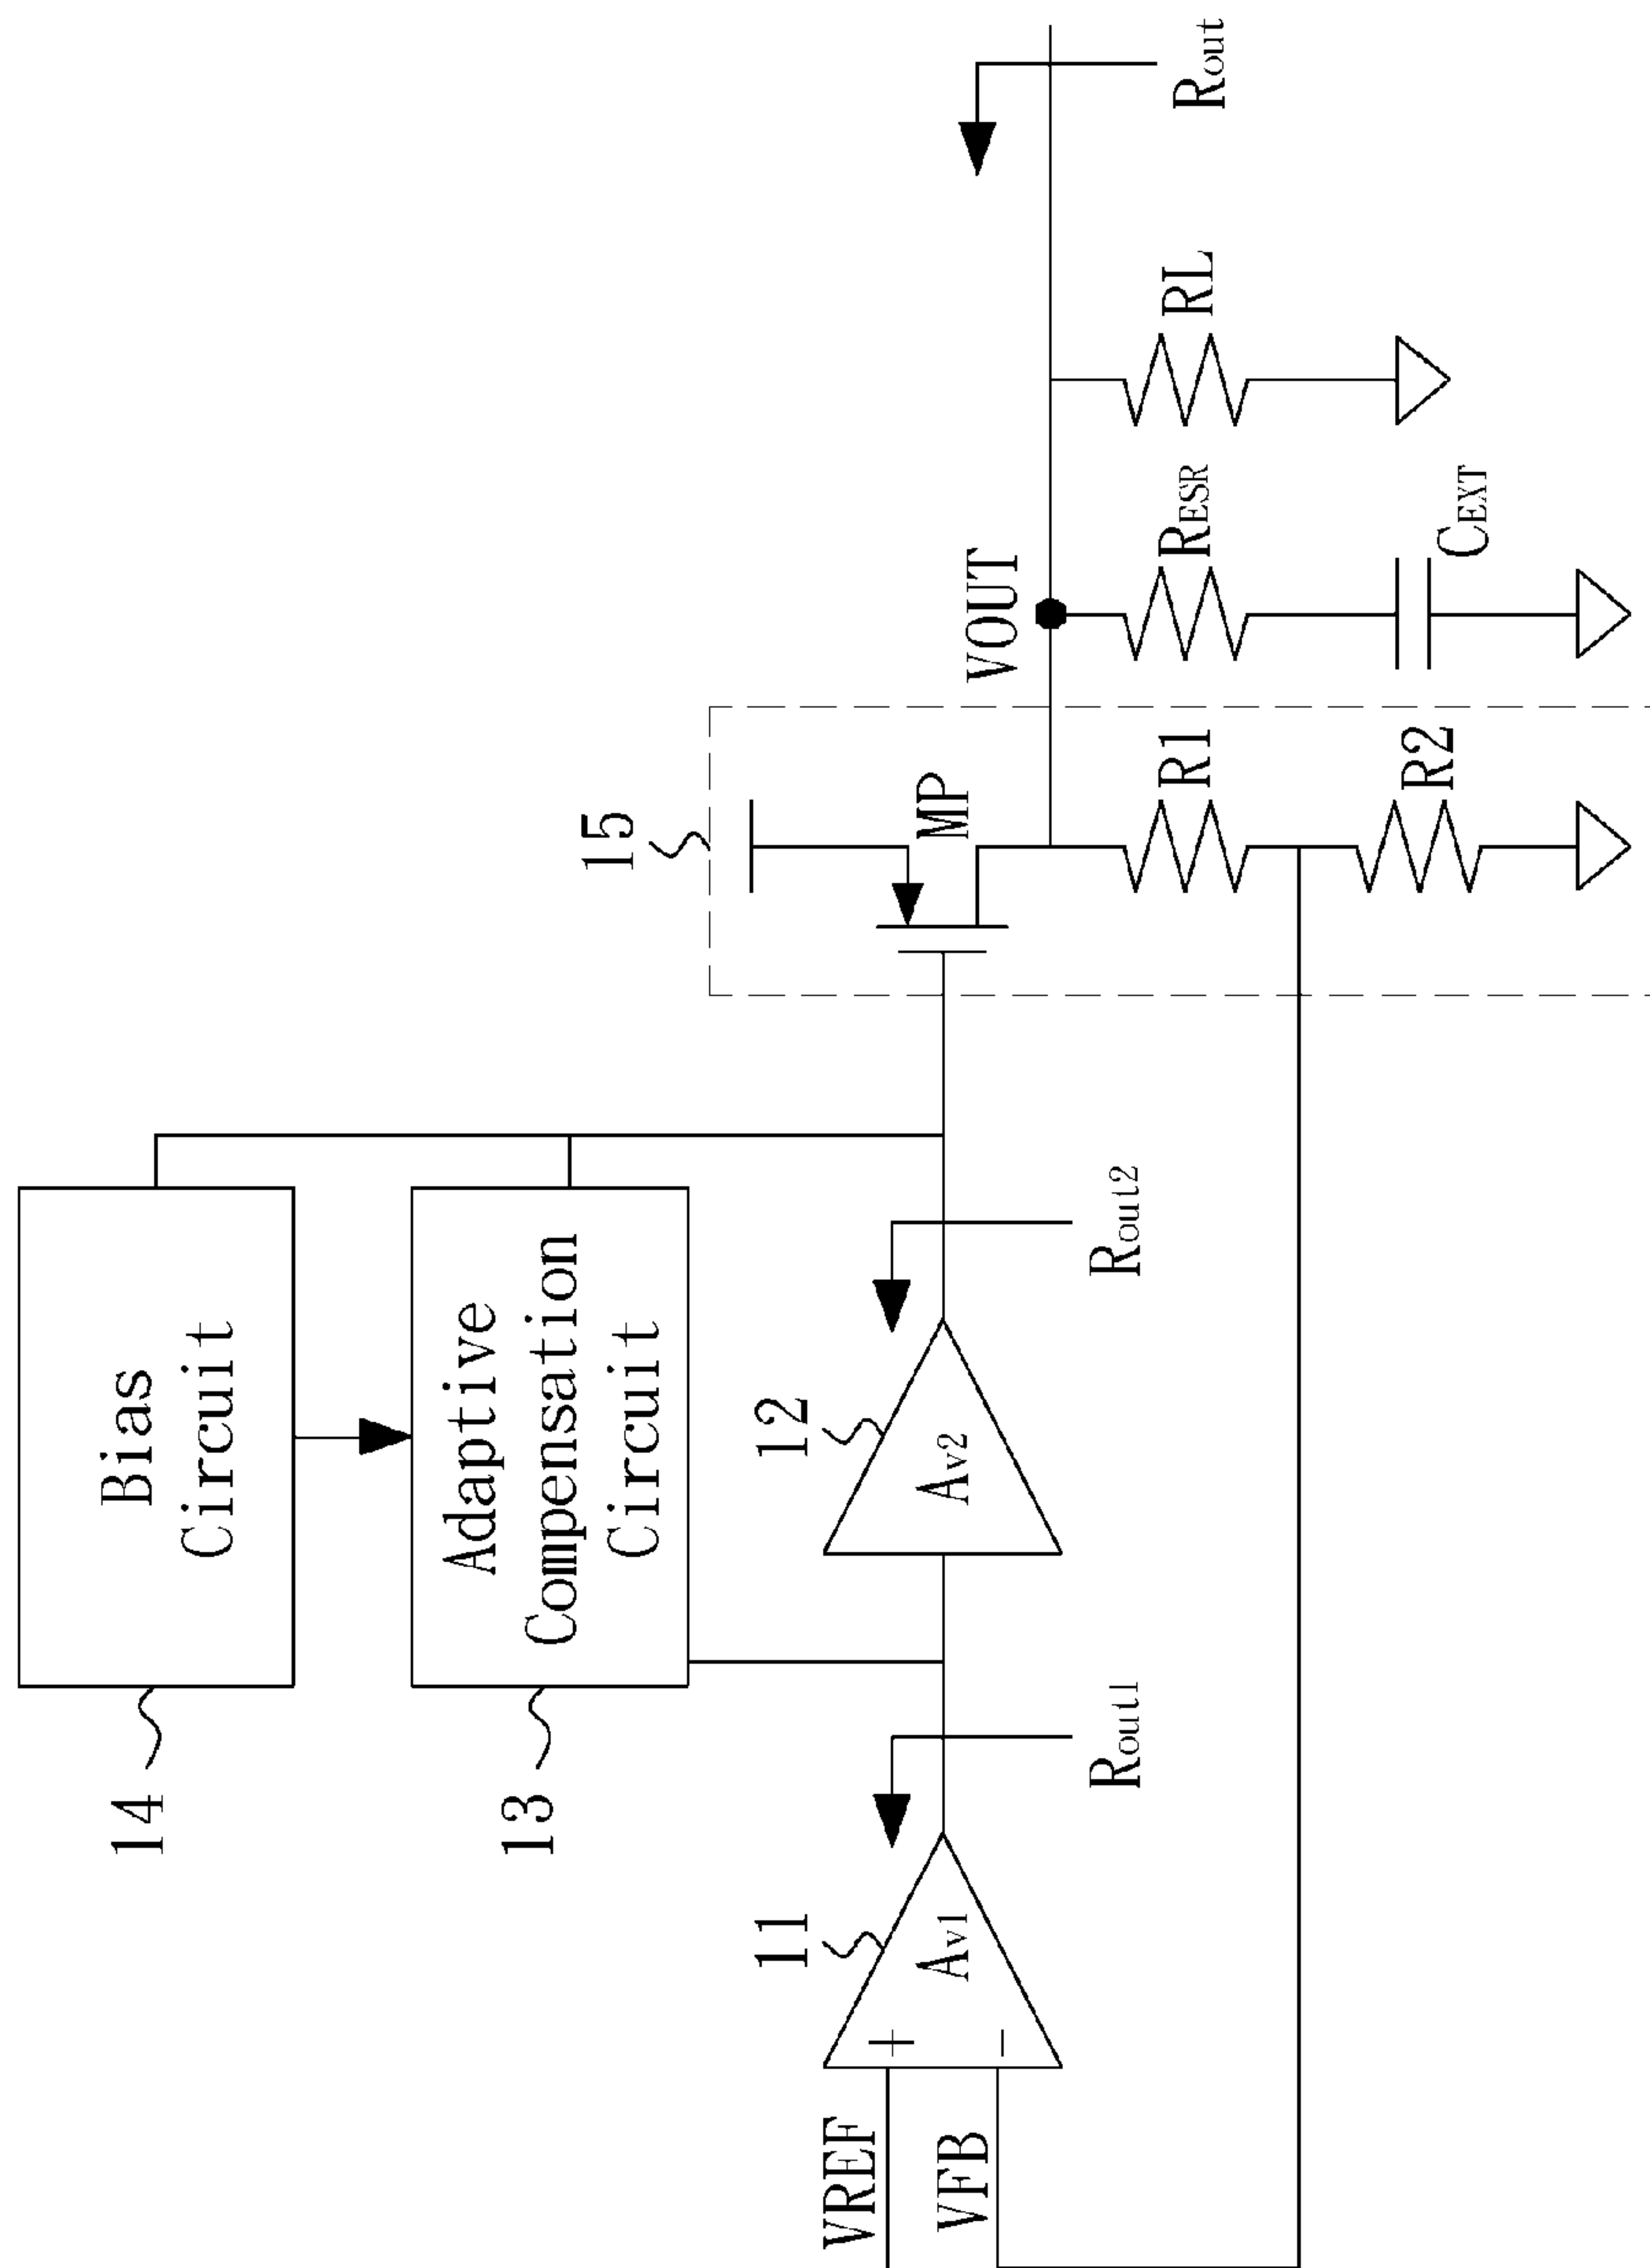 14
Bias
Circuit
13
Adaptive
Compensation
Circuit
15
11
12
MP
VOUT
VREF
+
Av1
Av2
VFB
−
Rout1
Rout2
R1
RESR
RL
Rout
R2
CEXT